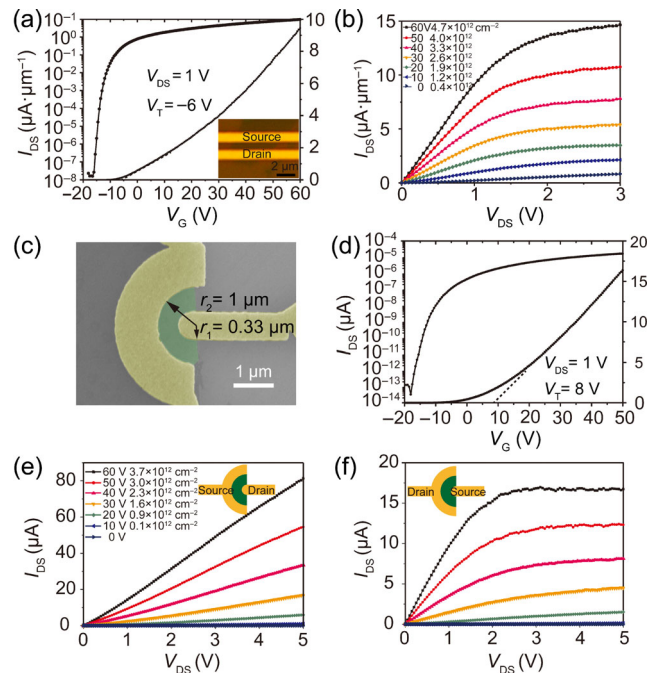 (a)
10⁻¹
10⁰
10⁻¹
10⁻²
10⁻³
10⁻⁴
10⁻⁵
10⁻⁶
10⁻⁷
10⁻⁸
I_DS (μA·μm⁻¹)
V_DS = 1 V
V_T = −6 V
Source
Drain
2 μm
10
8
6
4
2
0
−20 −10 0 10 20 30 40 50 60
V_G (V)
(b)
60V 4.7×10¹² cm⁻²
50 4.0×10¹²
40 3.3×10¹²
30 2.6×10¹²
20 1.9×10¹²
10 1.2×10¹²
0 0.4×10¹²
15
10
5
0
I_DS (μA·μm⁻¹)
0 1 2 3
V_DS (V)
(c)
r₂= 1 μm
r₁= 0.33 μm
1 μm
(d)
10⁻⁴
10⁻⁵
10⁻⁶
10⁻⁷
10⁻⁸
10⁻⁹
10⁻¹⁰
10⁻¹¹
10⁻¹²
10⁻¹³
10⁻¹⁴
I_DS (μA)
V_DS = 1 V
V_T = 8 V
20
15
10
5
0
−20 −10 0 10 20 30 40 50
V_G (V)
(e)
60 V 3.7×10¹² cm⁻²
50 V 3.0×10¹²
40 V 2.3×10¹²
30 V 1.6×10¹²
20 V 0.9×10¹²
10 V 0.1×10¹²
0 V
Source Drain
80
60
40
20
0
I_DS (μA)
0 1 2 3 4 5
V_DS (V)
(f)
Drain Source
25
20
15
10
5
0
I_DS (μA)
0 1 2 3 4 5
V_DS (V)